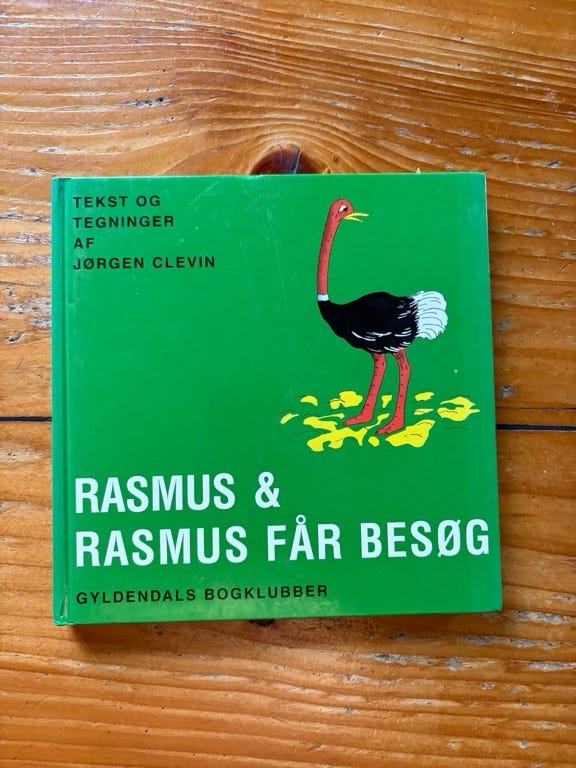 TEKST OG
TEGNINGER
AF
JØRGEN CLEVIN
RASMUS &
RASMUS FÅR BESØG
GYLDENDALS BOGKLUBBER